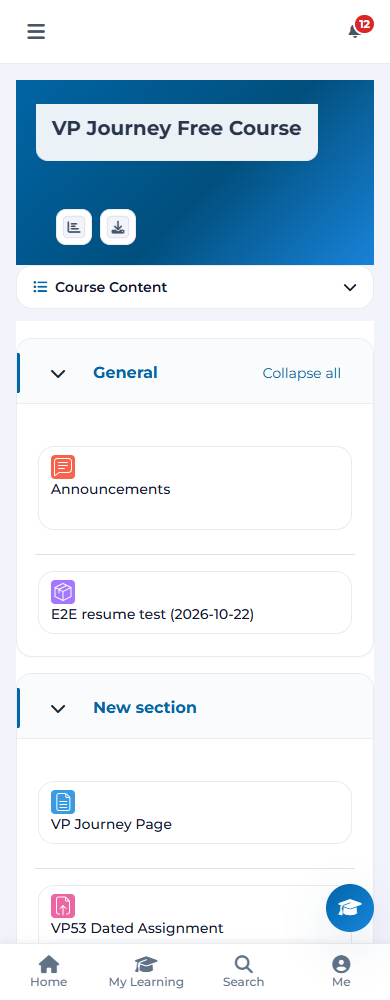 12
VP Journey Free Course
Course Content
General
Collapse all
Announcements
E2E resume test (2026-10-22)
New section
VP Journey Page
VP53 Dated Assignment
Home
My Learning
Search
Me